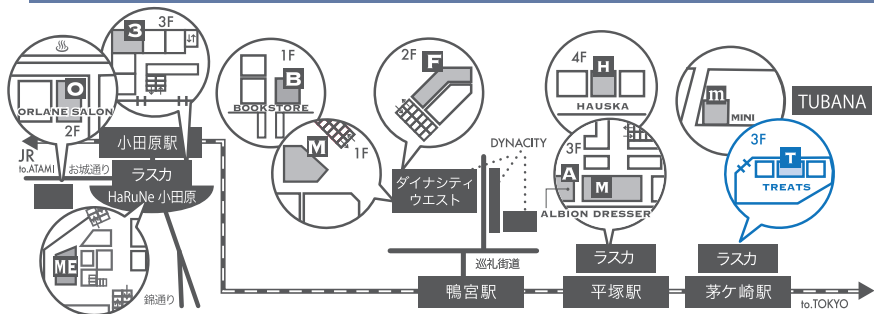 3F
3
O
ORLANE SALON
2F
小田原駅
JR
to.ATAMI
お城通り
ラスカ
HaRuNe 小田原
ME
錦通り
1F
B
BOOKSTORE
M
1F
2F
F
DYNACITY
ダイナシティ
ウエスト
巡礼街道
鴨宮駅
4F
H
HAUSKA
3F
A
M
ALBION DRESSER
ラスカ
平塚駅
m
MINI
TUBANA
3F
T
TREATS
ラスカ
茅ケ崎駅
to.TOKYO